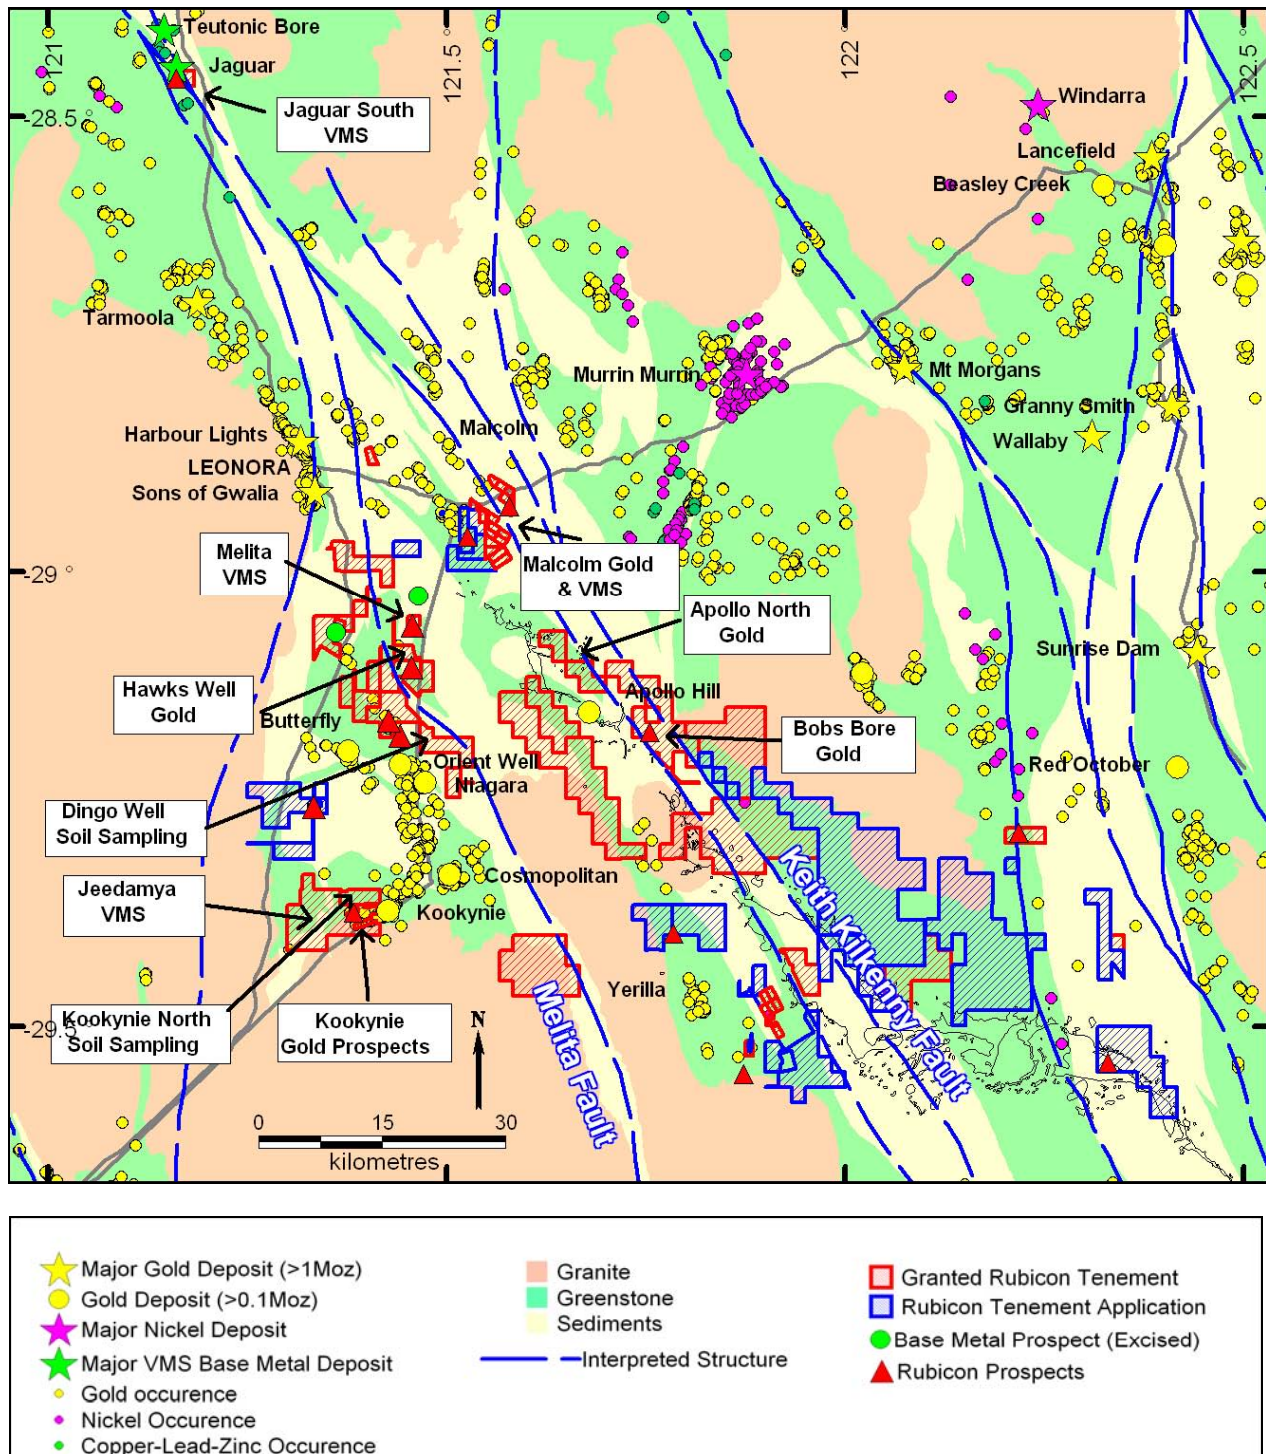 Teutonic Bore
Jaguar
121
121.5
122
122.5
Windarra
Jaguar South
VMS
-28.5
Lancefield
Beasley Creek
Tarmoola
Murrin Murrin
Mt Morgans
Granny Smith
Malcolm
Harbour Lights
Wallaby
LEONORA
Sons of Gwalia
Melita
VMS
-29
Malcolm Gold
& VMS
Apollo North
Gold
Sunrise Dam
Hawks Well
Gold
Apollo Hill
Butterfly
Bobs Bore
Gold
Orient Well
Red October
Niagara
Dingo Well
Soil Sampling
Keith Kilkenny Fault
Jeedamya
VMS
Cosmopolitan
Kookynie
Yerilla
Melita Fault
-29.5
Kookynie North
Soil Sampling
Kookynie
Gold Prospects
N
0 15 30
kilometres
Major Gold Deposit (>1Moz)
Gold Deposit (>0.1Moz)
Major Nickel Deposit
Major VMS Base Metal Deposit
Gold occurence
Nickel Occurence
Copper-Lead-Zinc Occurence
Granite
Greenstone
Sediments
Interpreted Structure
Granted Rubicon Tenement
Rubicon Tenement Application
Base Metal Prospect (Excised)
Rubicon Prospects